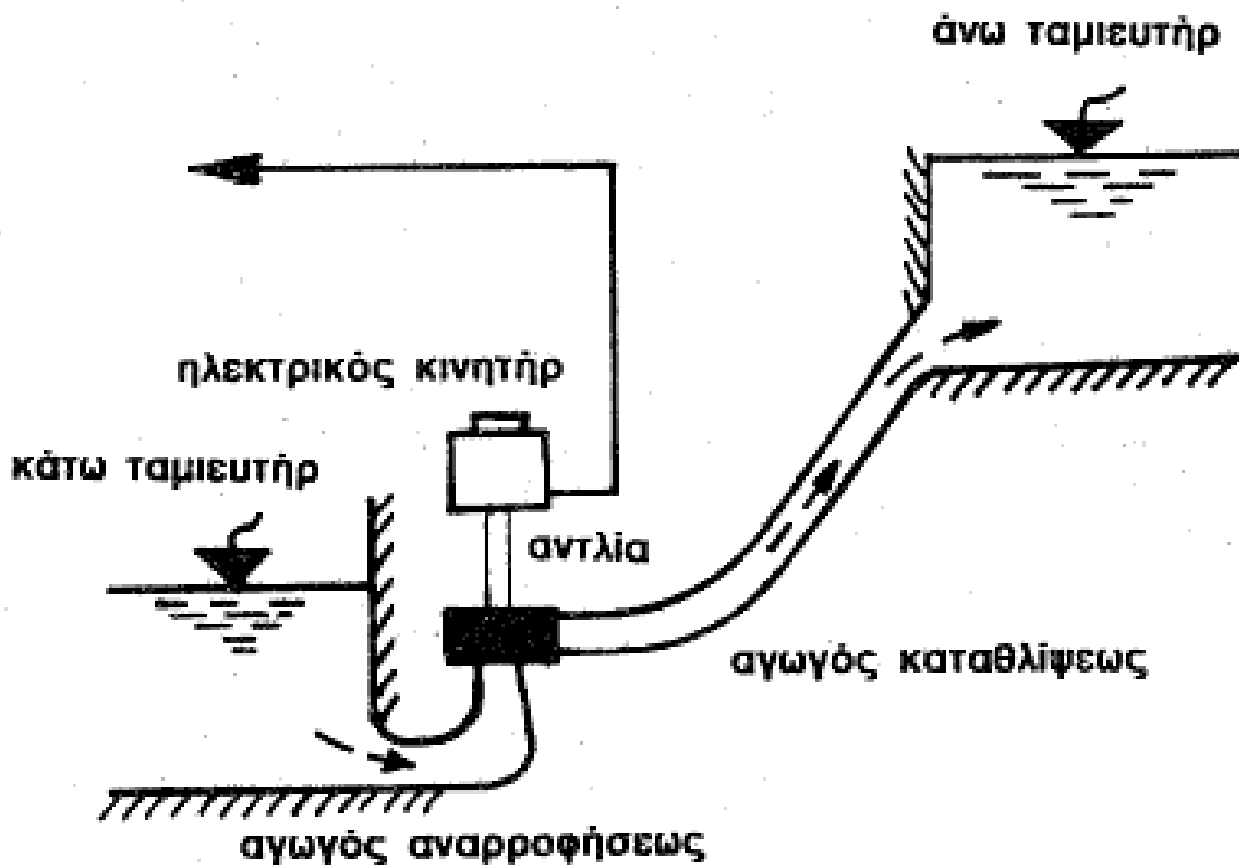 άνω ταμιευτήρ
ηλεκτρικός κινητήρ
κάτω ταμιευτήρ
αντλία
αγωγός καταθλίψεως
αγωγός αναρροφήσεως